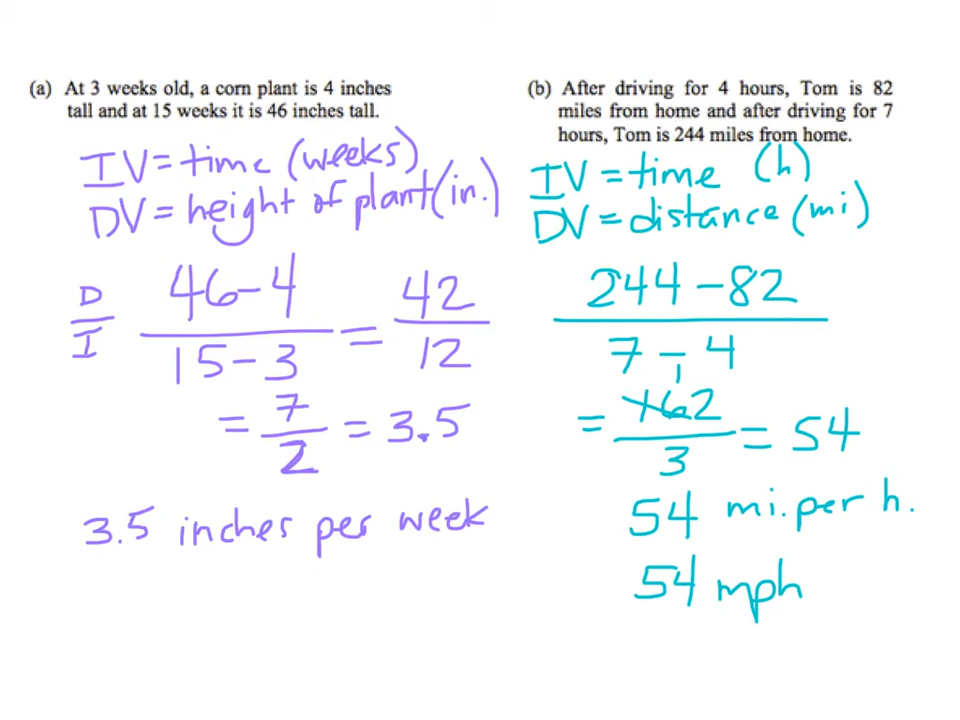 (a) At 3 weeks old, a corn plant is 4 inches
tall and at 15 weeks it is 46 inches tall.
IV = time (weeks)
DV = height of plant (in.)
D/I 46-4/15-3 = 42/12
= 7/2 = 3.5
3.5 inches per week
(b) After driving for 4 hours, Tom is 82
miles from home and after driving for 7
hours, Tom is 244 miles from home.
IV = time (h)
DV = distance (mi)
244-82/7-4
= 162/3 = 54
54 mi. per h.
54 mph